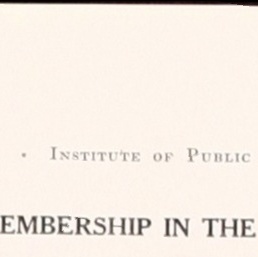 · Institute of Public
EMBERSHIP IN THE